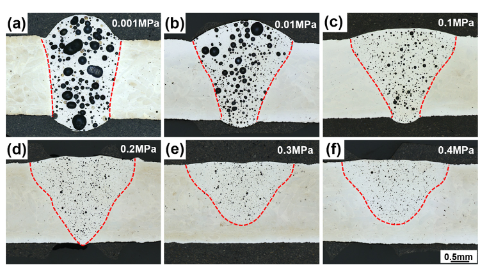 (a) 0.001MPa
(b) 0.01MPa
(c) 0.1MPa
(d) 0.2MPa
(e) 0.3MPa
(f) 0.4MPa
0.5mm